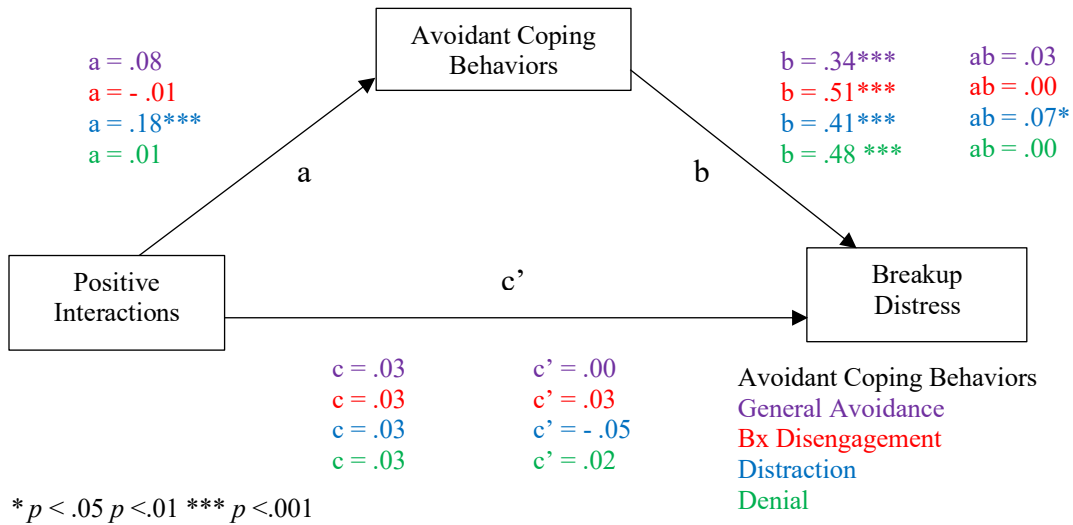 Avoidant Coping
Behaviors
a = .08
a = - .01
a = .18***
a = .01
b = .34***
b = .51***
b = .41***
b = .48 ***
ab = .03
ab = .00
ab = .07*
ab = .00
a
b
Positive
Interactions
c’
Breakup
Distress
c = .03
c = .03
c = .03
c = .03
c’ = .00
c’ = .03
c’ = - .05
c’ = .02
Avoidant Coping Behaviors
General Avoidance
Bx Disengagement
Distraction
Denial
* p < .05 p <.01 *** p <.001